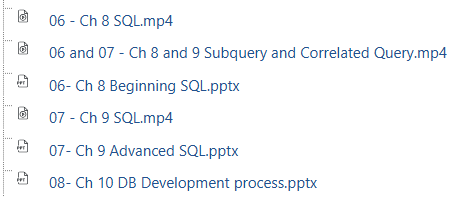 06 - Ch 8 SQL.mp4
06 and 07 - Ch 8 and 9 Subquery and Correlated Query.mp4
06- Ch 8 Beginning SQL.pptx
07 - Ch 9 SQL.mp4
07- Ch 9 Advanced SQL.pptx
08- Ch 10 DB Development process.pptx